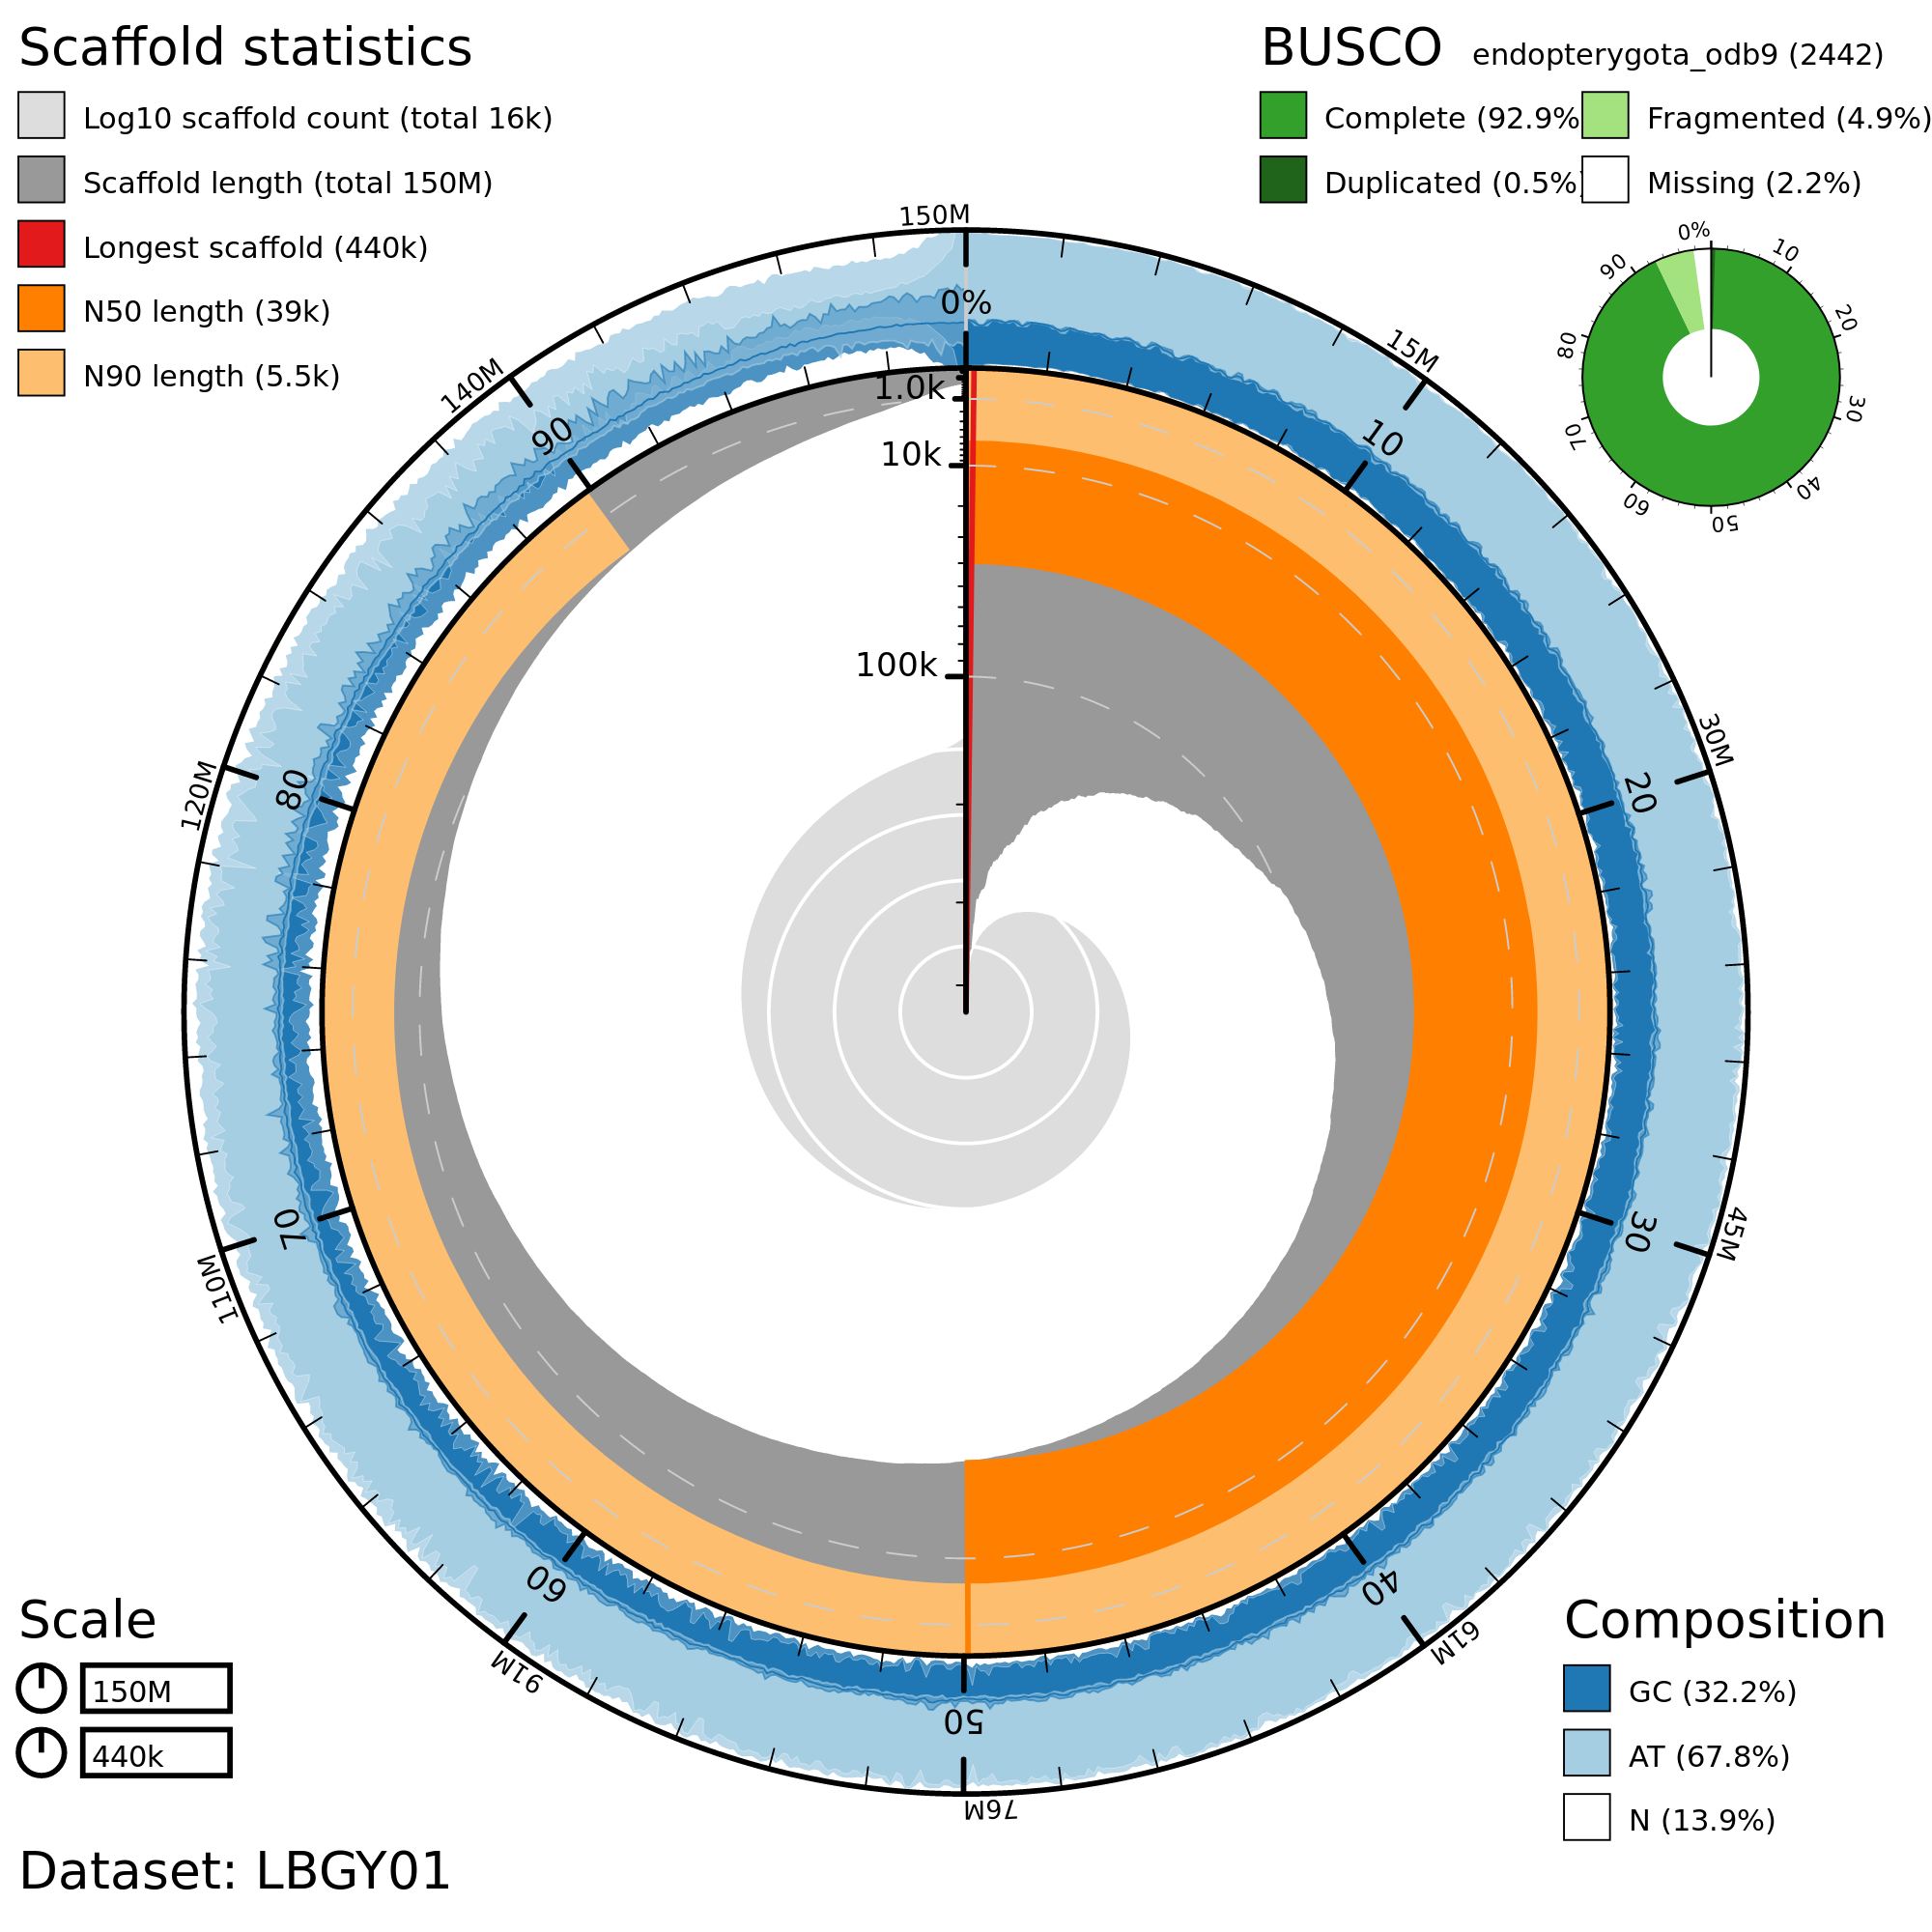 Scaffold statistics
Log10 scaffold count (total 16k)
Scaffold length (total 150M)
Longest scaffold (440k)
N50 length (39k)
N90 length (5.5k)
BUSCO endopterygota_odb9 (2442)
Complete (92.9%
Fragmented (4.9%)
Duplicated (0.5%)
Missing (2.2%)
0%
10
20
30
40
50
60
70
80
90
150M
15M
30M
45M
61M
76M
91M
110M
120M
140M
0%
10
20
30
40
50
60
70
80
90
1.0k
10k
100k
Scale
150M
440k
Composition
GC (32.2%)
AT (67.8%)
N (13.9%)
Dataset: LBGY01